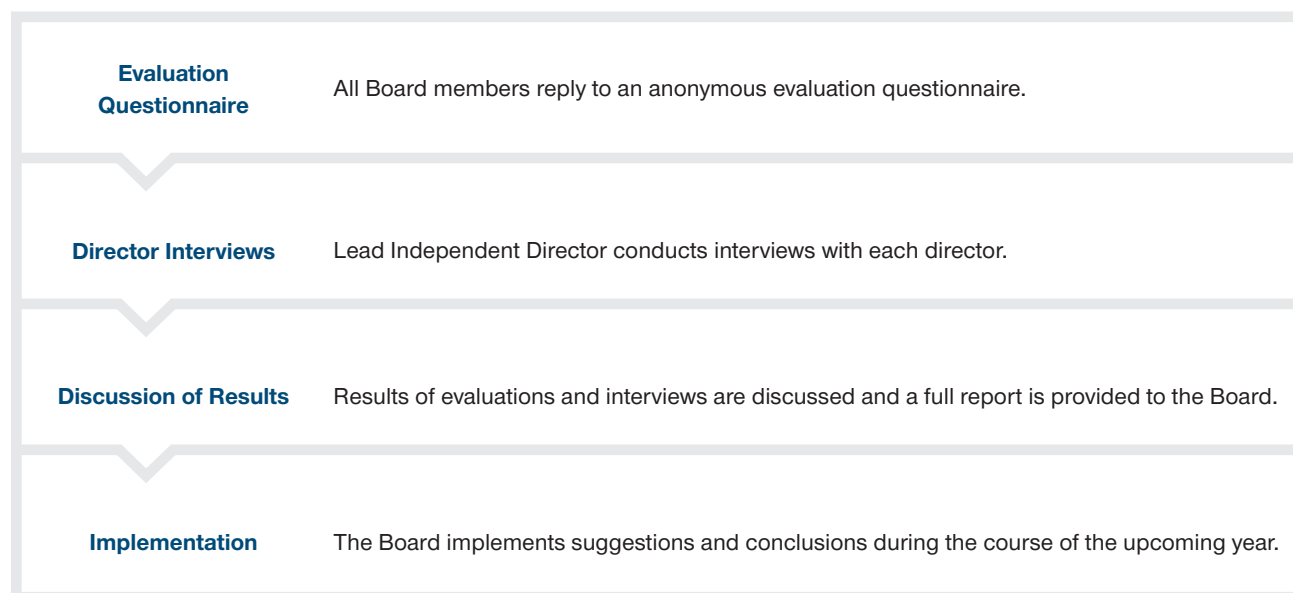 Evaluation
Questionnaire
All Board members reply to an anonymous evaluation questionnaire.
Director Interviews
Lead Independent Director conducts interviews with each director.
Discussion of Results
Results of evaluations and interviews are discussed and a full report is provided to the Board.
Implementation
The Board implements suggestions and conclusions during the course of the upcoming year.